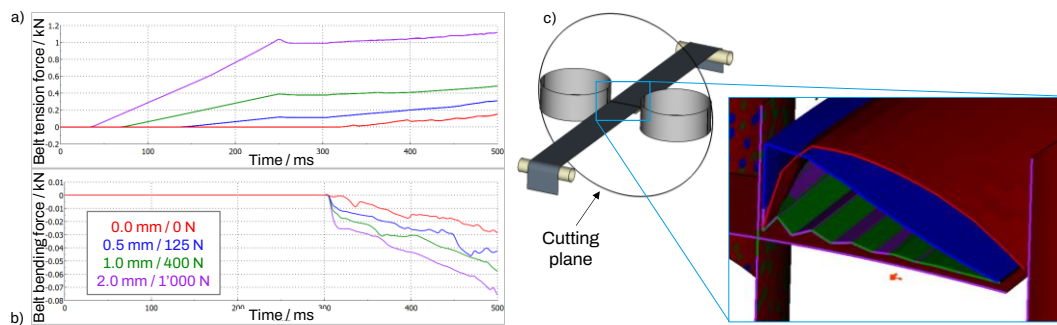 a)
Belt tension force / kN
1.2
1
0.8
0.6
0.4
0.2
0
-0.2
0
100
200
300
400
500
Time / ms
b)
Belt bending force / kN
0
-0.01
-0.02
-0.03
-0.04
-0.05
-0.06
-0.07
-0.08
0.0 mm / 0 N
0.5 mm / 125 N
1.0 mm / 400 N
2.0 mm / 1'000 N
0
100
200
300
400
500
Time / ms
c)
Cutting
plane